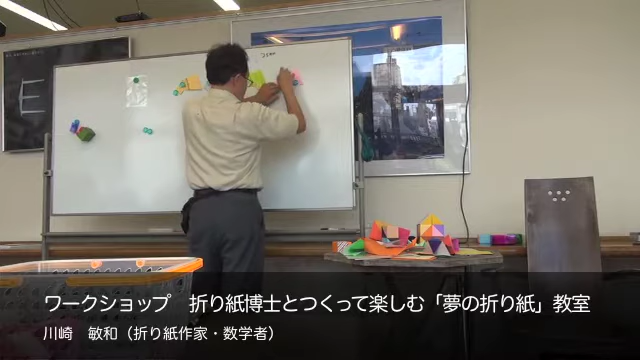 E
ワークショップ　折り紙博士とつくって楽しむ「夢の折り紙」教室
川崎　敏和（折り紙作家・数学者）